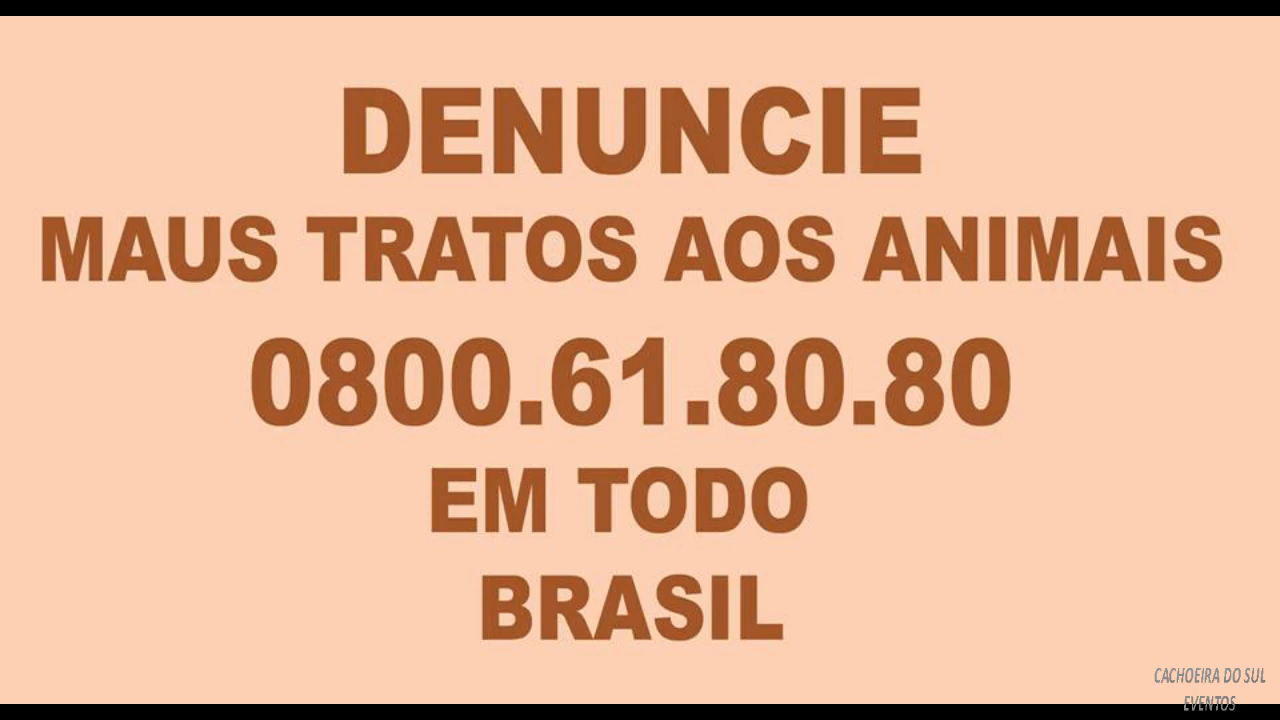 DENUNCIE
MAUS TRATOS AOS ANIMAIS
0800.61.80.80
EM TODO
BRASIL
CACHOEIRA DO SUL
EVENTOS